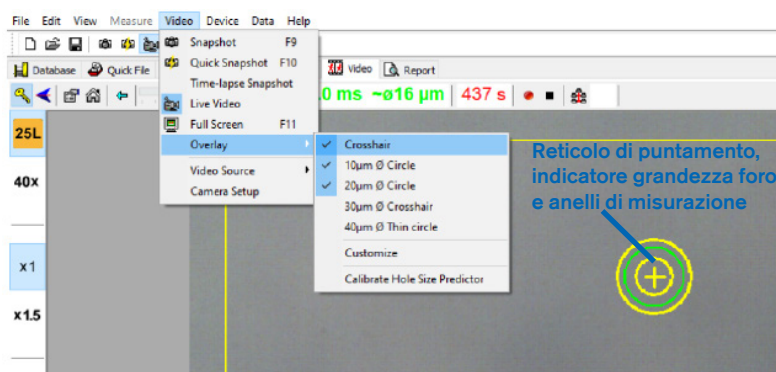 File Edit View Measure Video Device Data Help
Snapshot F9
Quick Snapshot F10
Time-lapse Snapshot
Live Video
Full Screen F11
Overlay
Video Source
Camera Setup
Database Quick File
Video Report
0 ms ~ø16 µm 437 s
25L
40x
x1
x1.5
Crosshair
10µm Ø Circle
20µm Ø Circle
30µm Ø Crosshair
40µm Ø Thin circle
Customize
Calibrate Hole Size Predictor
Reticolo di puntamento,
indicatore grandezza foro
e anelli di misurazione